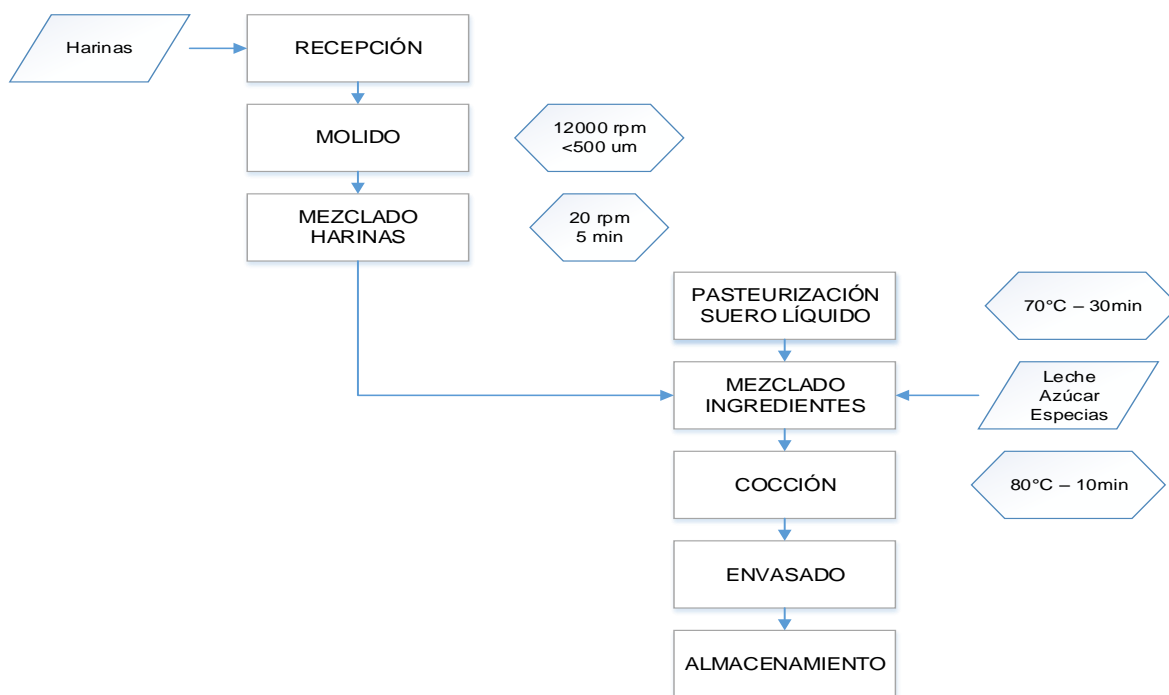 Harinas
RECEPCIÓN
MOLIDO
12000 rpm
<500 um
MEZCLADO
HARINAS
20 rpm
5 min
PASTEURIZACIÓN
SUERO LÍQUIDO
70°C – 30min
MEZCLADO
INGREDIENTES
Leche
Azúcar
Especias
COCCIÓN
80°C – 10min
ENVASADO
ALMACENAMIENTO